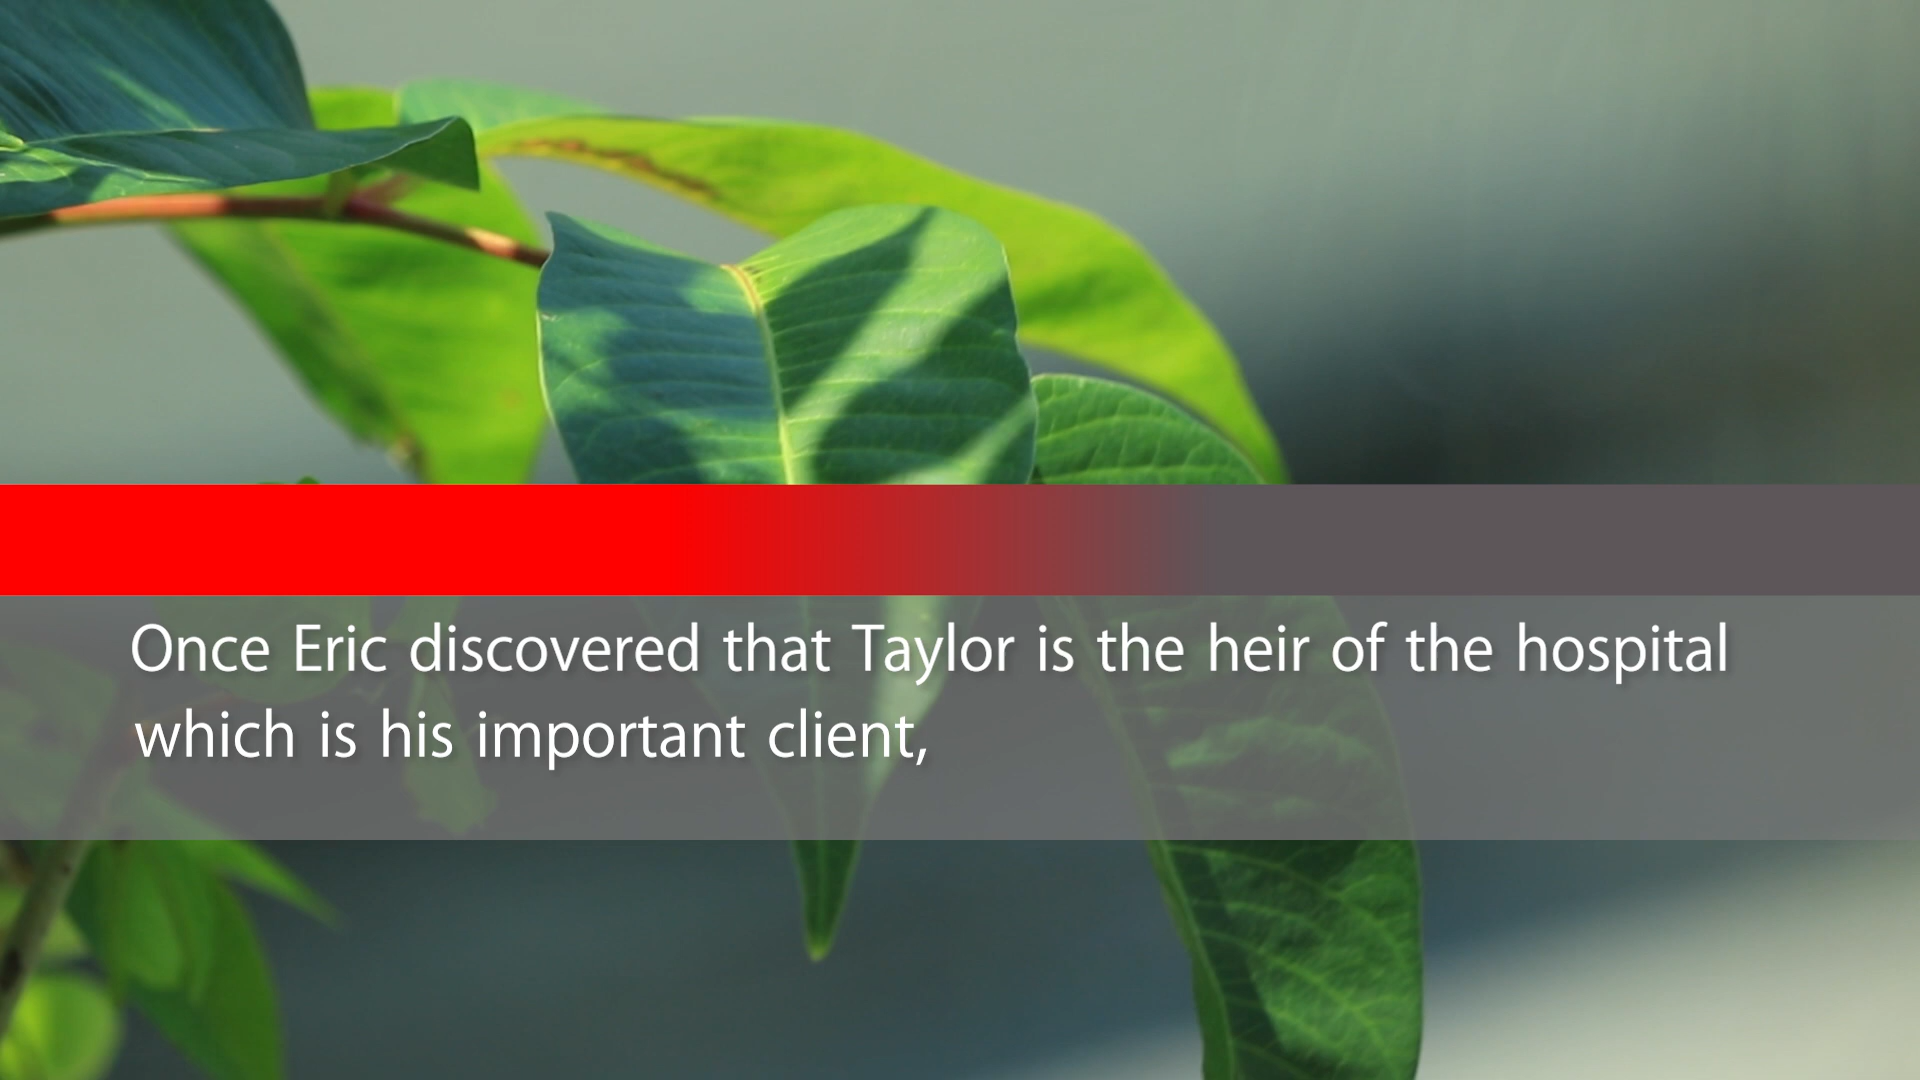 Once Eric discovered that Taylor is the heir of the hospital
which is his important client,